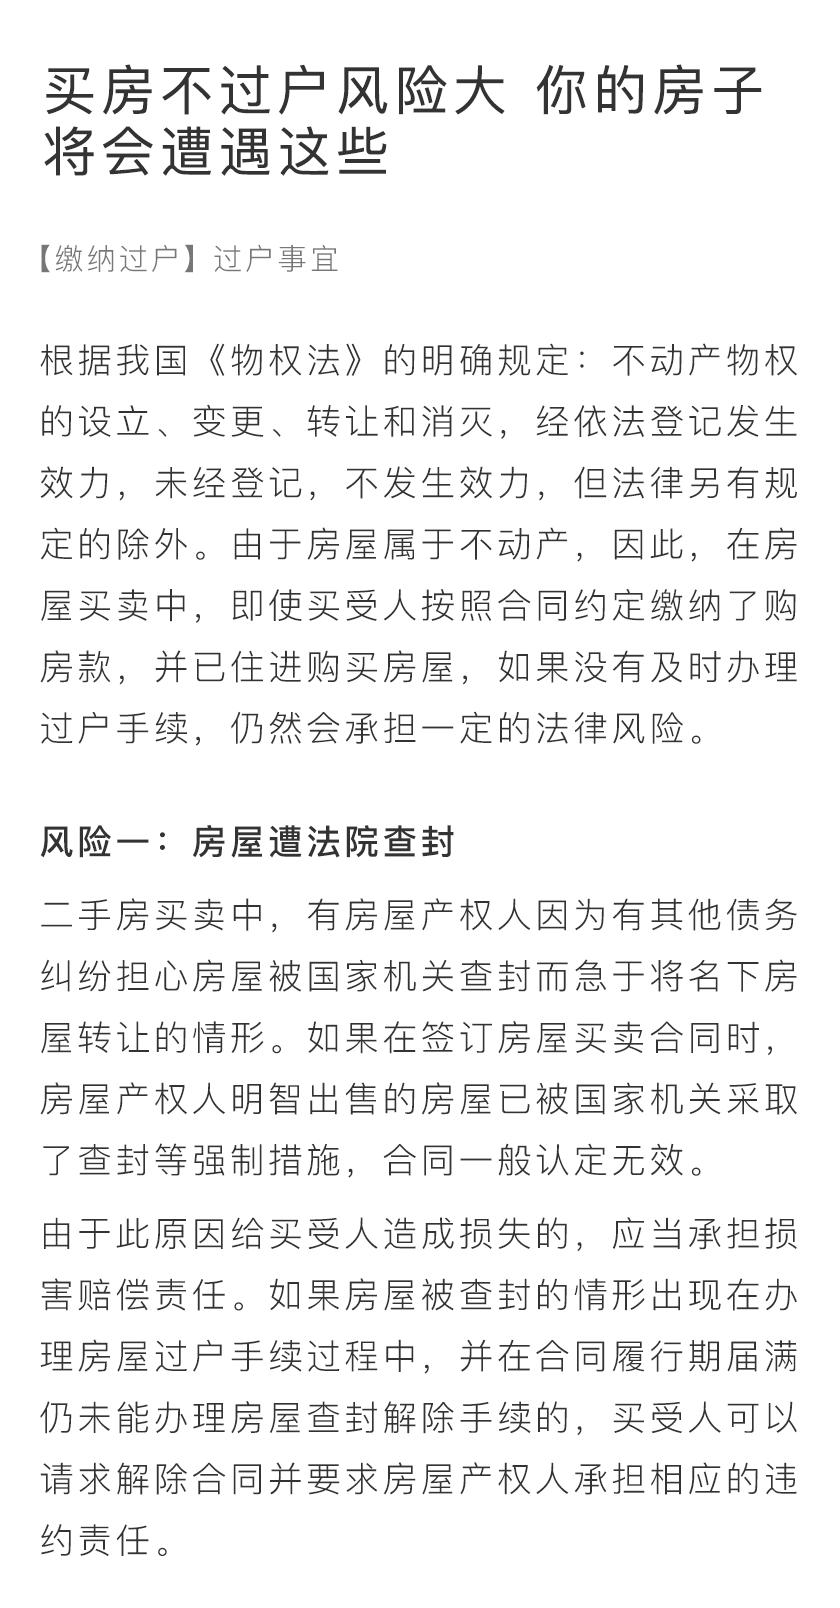 买房不过户风险大 你的房子
将会遭遇这些
【缴纳过户】过户事宜
根据我国《物权法》的明确规定：不动产物权
的设立、变更、转让和消灭，经依法登记发生
效力，未经登记，不发生效力，但法律另有规
定的除外。由于房屋属于不动产，因此，在房
屋买卖中，即使买受人按照合同约定缴纳了购
房款，并已住进购买房屋，如果没有及时办理
过户手续，仍然会承担一定的法律风险。
风险一：房屋遭法院查封
二手房买卖中，有房屋产权人因为有其他债务
纠纷担心房屋被国家机关查封而急于将名下房
屋转让的情形。如果在签订房屋买卖合同时，
房屋产权人明智出售的房屋已被国家机关采取
了查封等强制措施，合同一般认定无效。
由于此原因给买受人造成损失的，应当承担损
害赔偿责任。如果房屋被查封的情形出现在办
理房屋过户手续过程中，并在合同履行期届满
仍未能办理房屋查封解除手续的，买受人可以
请求解除合同并要求房屋产权人承担相应的违
约责任。